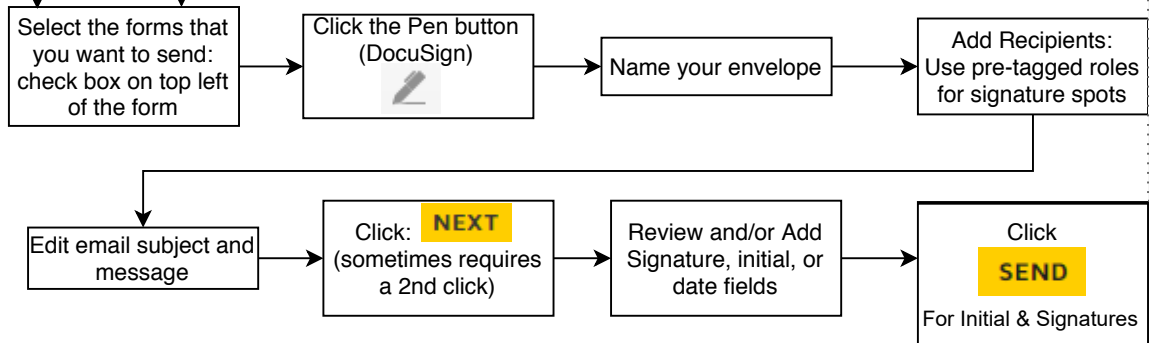 Select the forms that
you want to send:
check box on top left
of the form
Click the Pen button
(DocuSign)
Name your envelope
Add Recipients:
Use pre-tagged roles
for signature spots
Edit email subject and
message
Click: NEXT
(sometimes requires
a 2nd click)
Review and/or Add
Signature, initial, or
date fields
Click
SEND
For Initial & Signatures